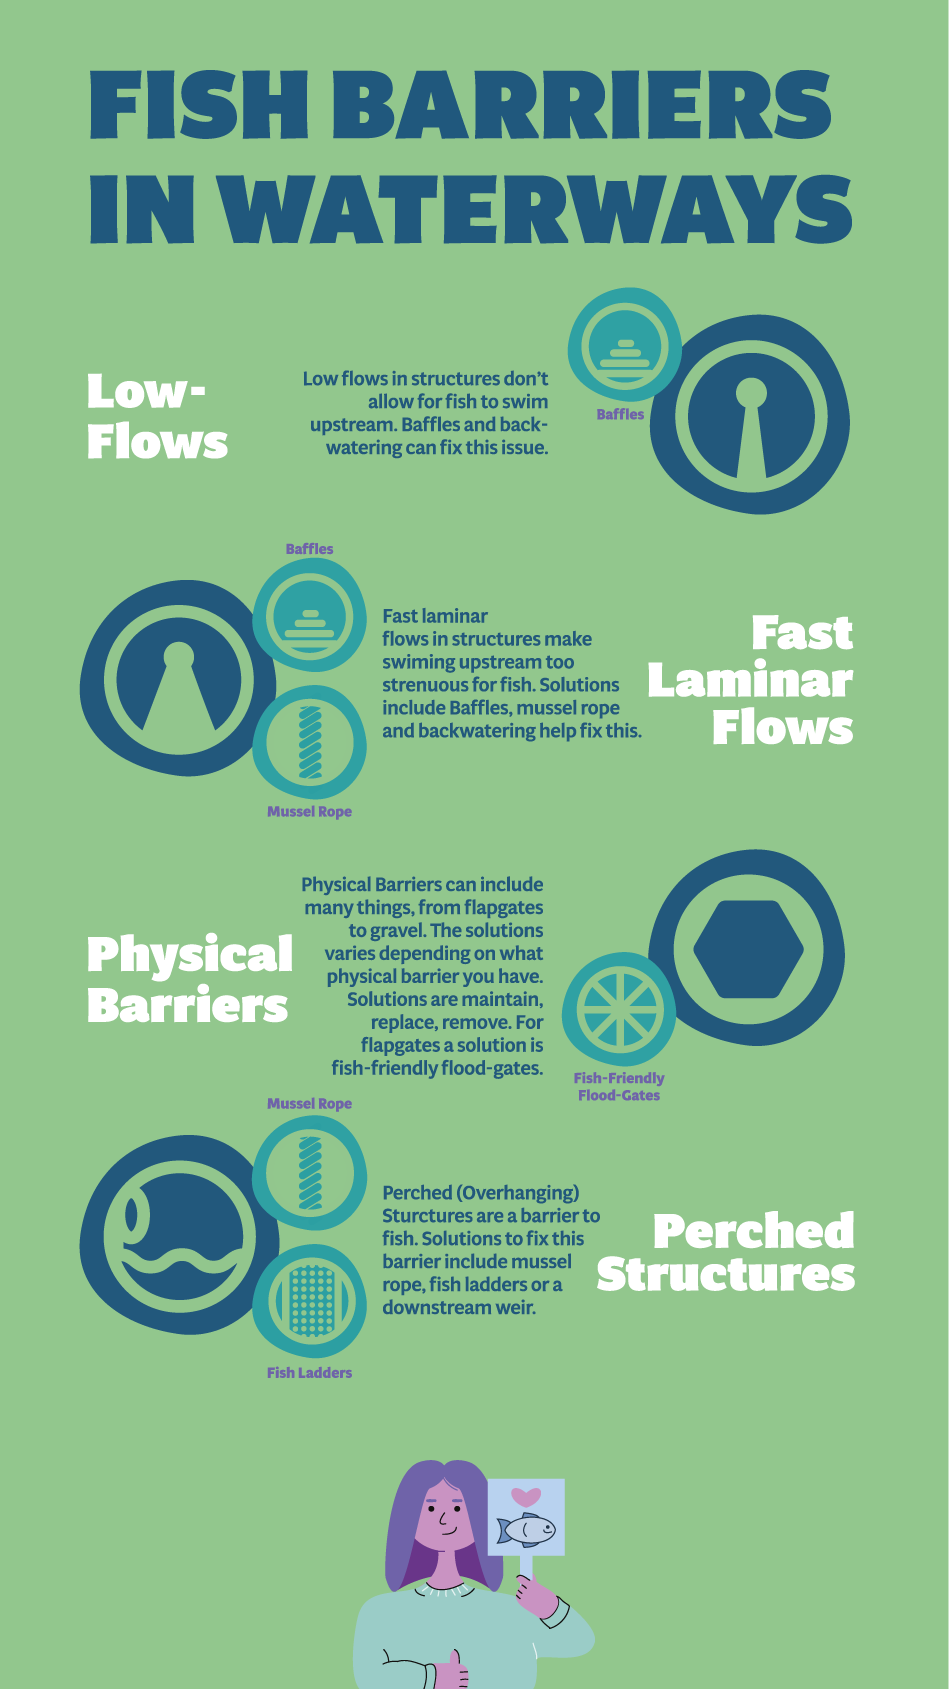 FISH BARRIERS
IN WATERWAYS
Low-
Flows
Low flows in structures don't
allow for fish to swim
upstream. Baffles and back-
watering can fix this issue.
Baffles
Baffles
Mussel Rope
Fast laminar
flows in structures make
swiming upstream too
strenuous for fish. Solutions
include Baffles, mussel rope
and backwatering help fix this.
Fast
Laminar
Flows
Physical
Barriers
Physical Barriers can include
many things, from flapgates
to gravel. The solutions
varies depending on what
physical barrier you have.
Solutions are maintain,
replace, remove. For
flapgates a solution is
fish-friendly flood-gates.
Fish-Friendly
Flood-Gates
Mussel Rope
Fish Ladders
Perched (Overhanging)
Sturctures are a barrier to
fish. Solutions to fix this
barrier include mussel
rope, fish ladders or a
downstream weir.
Perched
Structures